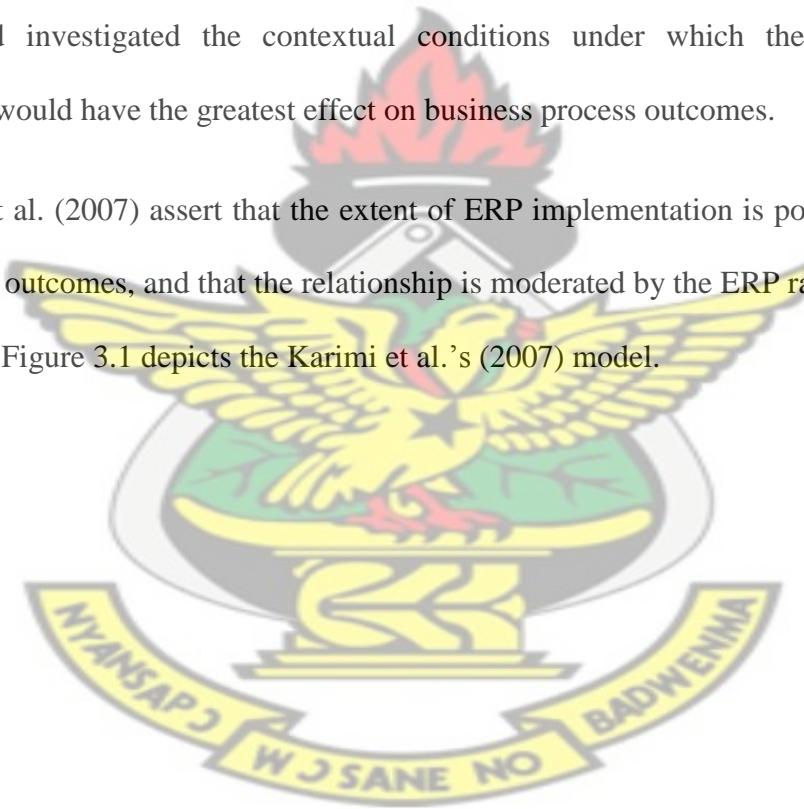 investigated the contextual conditions under which the
would have the greatest effect on business process outcomes.
t al. (2007) assert that the extent of ERP implementation is po
outcomes, and that the relationship is moderated by the ERP ra
Figure 3.1 depicts the Karimi et al.’s (2007) model.
NYANSAPƆ
WƆ SANE NO
BADWENMA